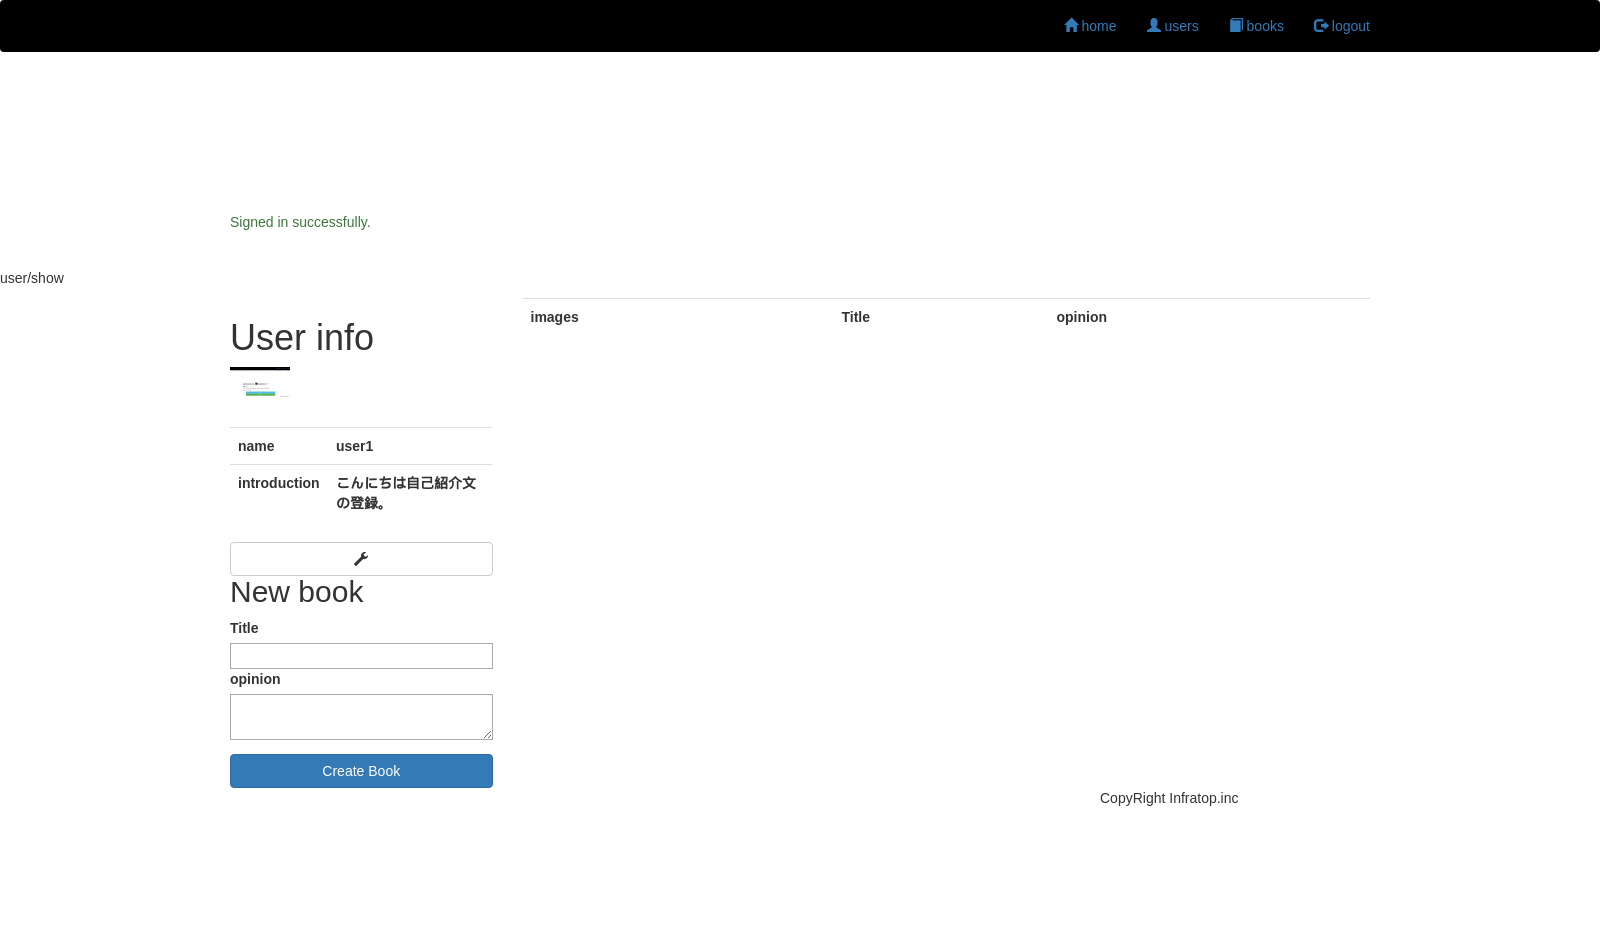 home users books logout
Signed in successfully.
user/show
User info
name user1
introduction こんにちは自己紹介文
の登録。
New book
Title
opinion
Create Book
images Title opinion
CopyRight Infratop.inc